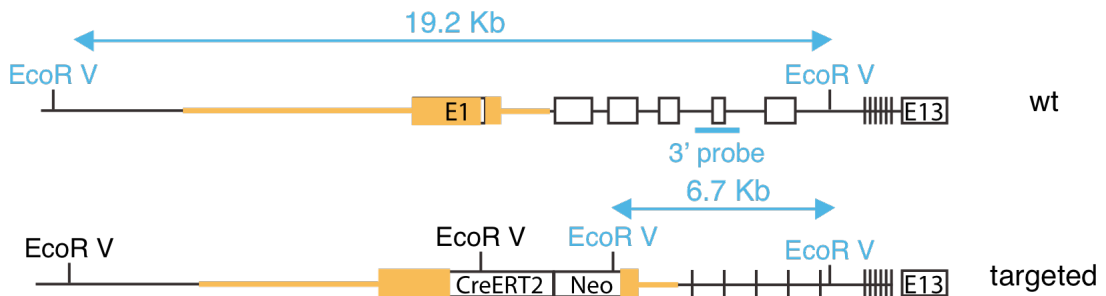 19.2 Kb
EcoR V EcoR V
E1 E13 wt
3' probe
6.7 Kb
EcoR V EcoR V EcoR V EcoR V
CreERT2 Neo E13 targeted